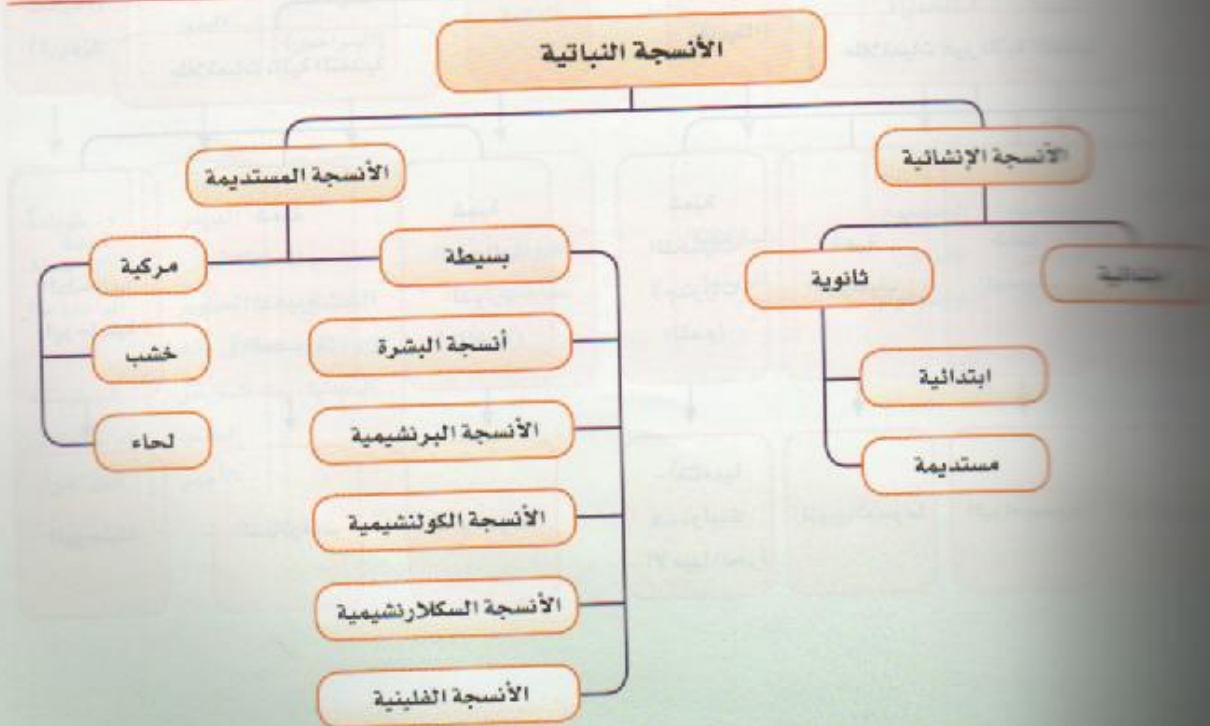 الأنسجة النباتية
الأنسجة الإنشائية
ثانوية
ابتدائية
مستديمة
الأنسجة المستديمة
بسيطة
أنسجة البشرة
الأنسجة البرنشيمية
الأنسجة الكولنشيمية
الأنسجة السكلارنشيمية
الأنسجة الفلينية
مركبة
خشب
لحاء